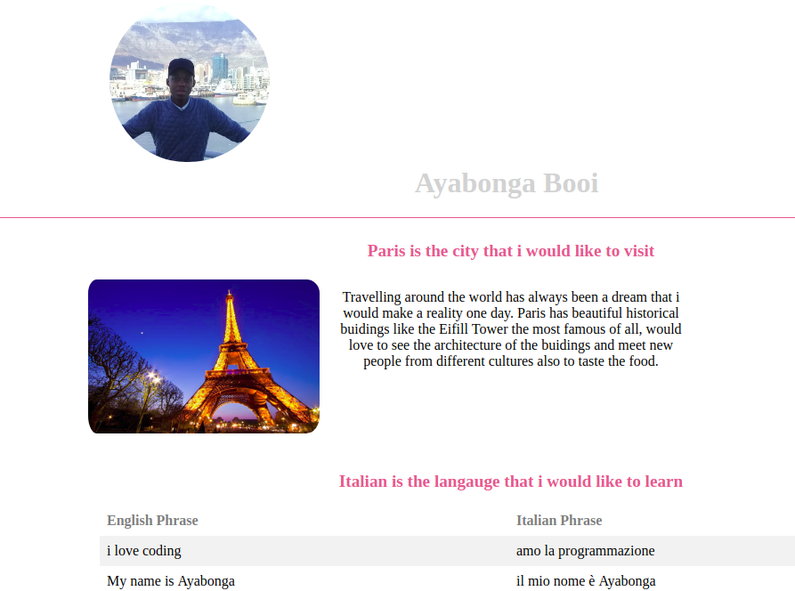 Ayabonga Booi
Paris is the city that i would like to visit
Travelling around the world has always been a dream that i
would make a reality one day. Paris has beautiful historical
buidings like the Eifill Tower the most famous of all, would
love to see the architecture of the buidings and meet new
people from different cultures also to taste the food.
Italian is the langauge that i would like to learn
English Phrase Italian Phrase
i love coding amo la programmazione
My name is Ayabonga il mio nome è Ayabonga